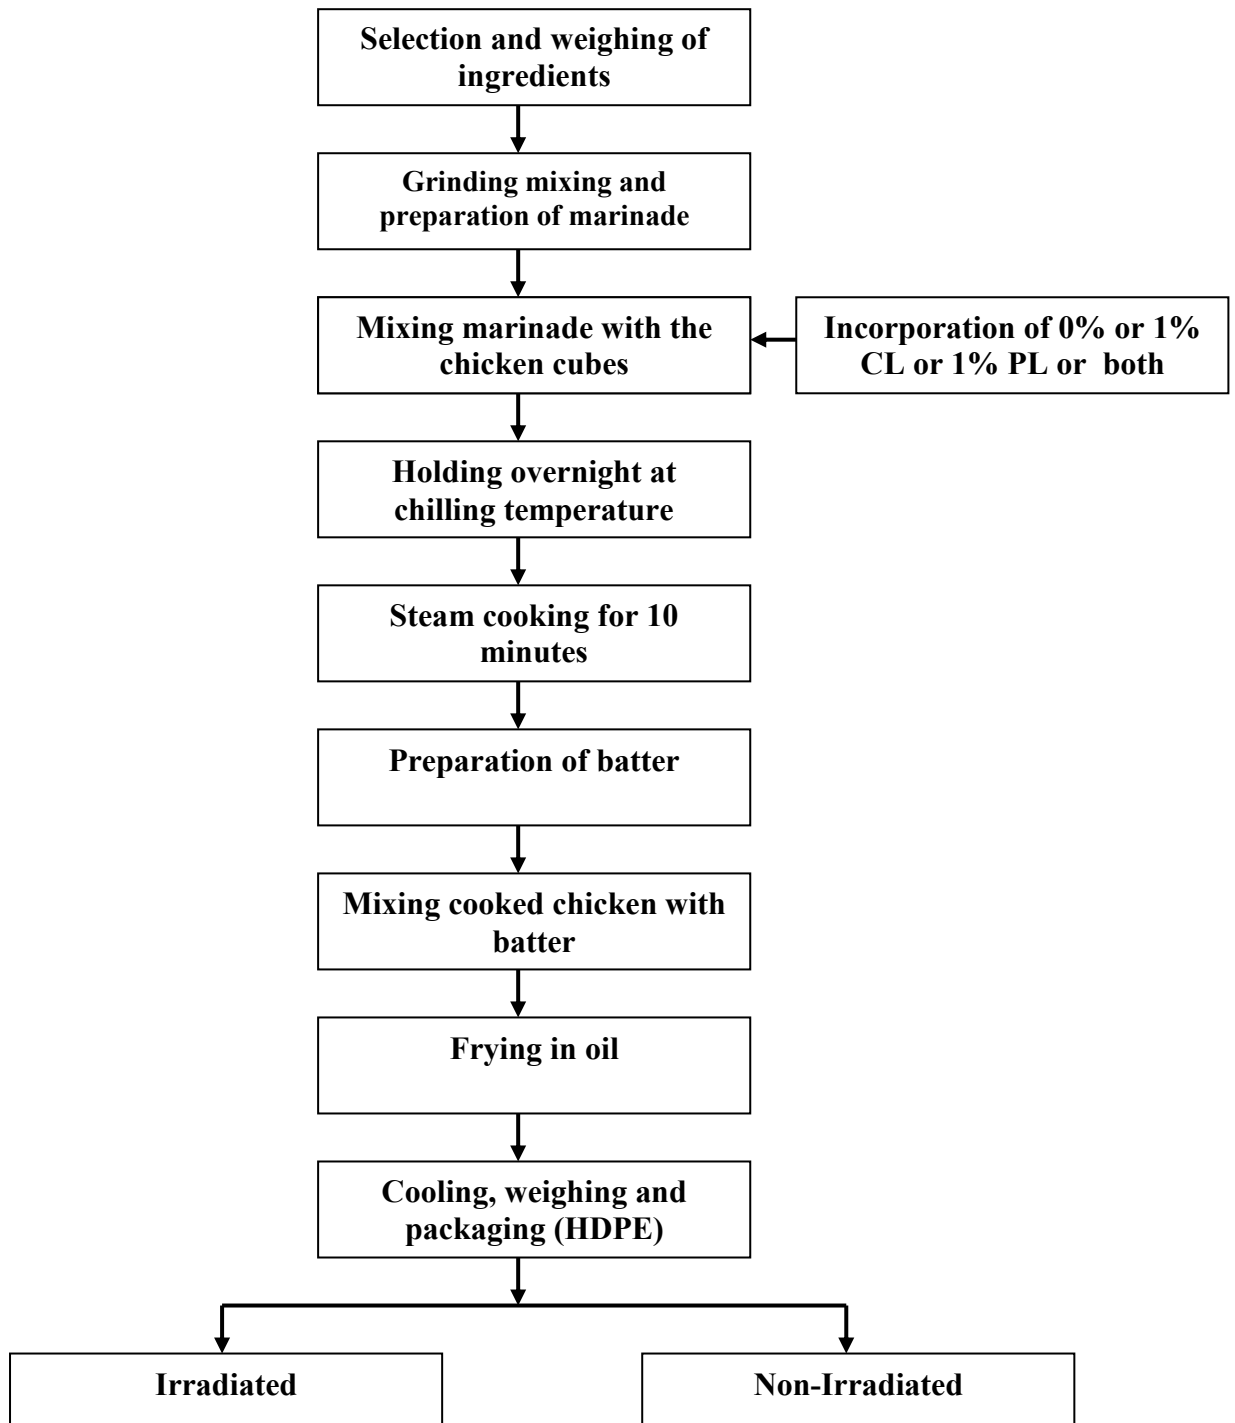 Selection and weighing of
ingredients
Grinding mixing and
preparation of marinade
Mixing marinade with the
chicken cubes
Incorporation of 0% or 1%
CL or 1% PL or  both
Holding overnight at
chilling temperature
Steam cooking for 10
minutes
Preparation of batter
Mixing cooked chicken with
batter
Frying in oil
Cooling, weighing and
packaging (HDPE)
Irradiated
Non-Irradiated